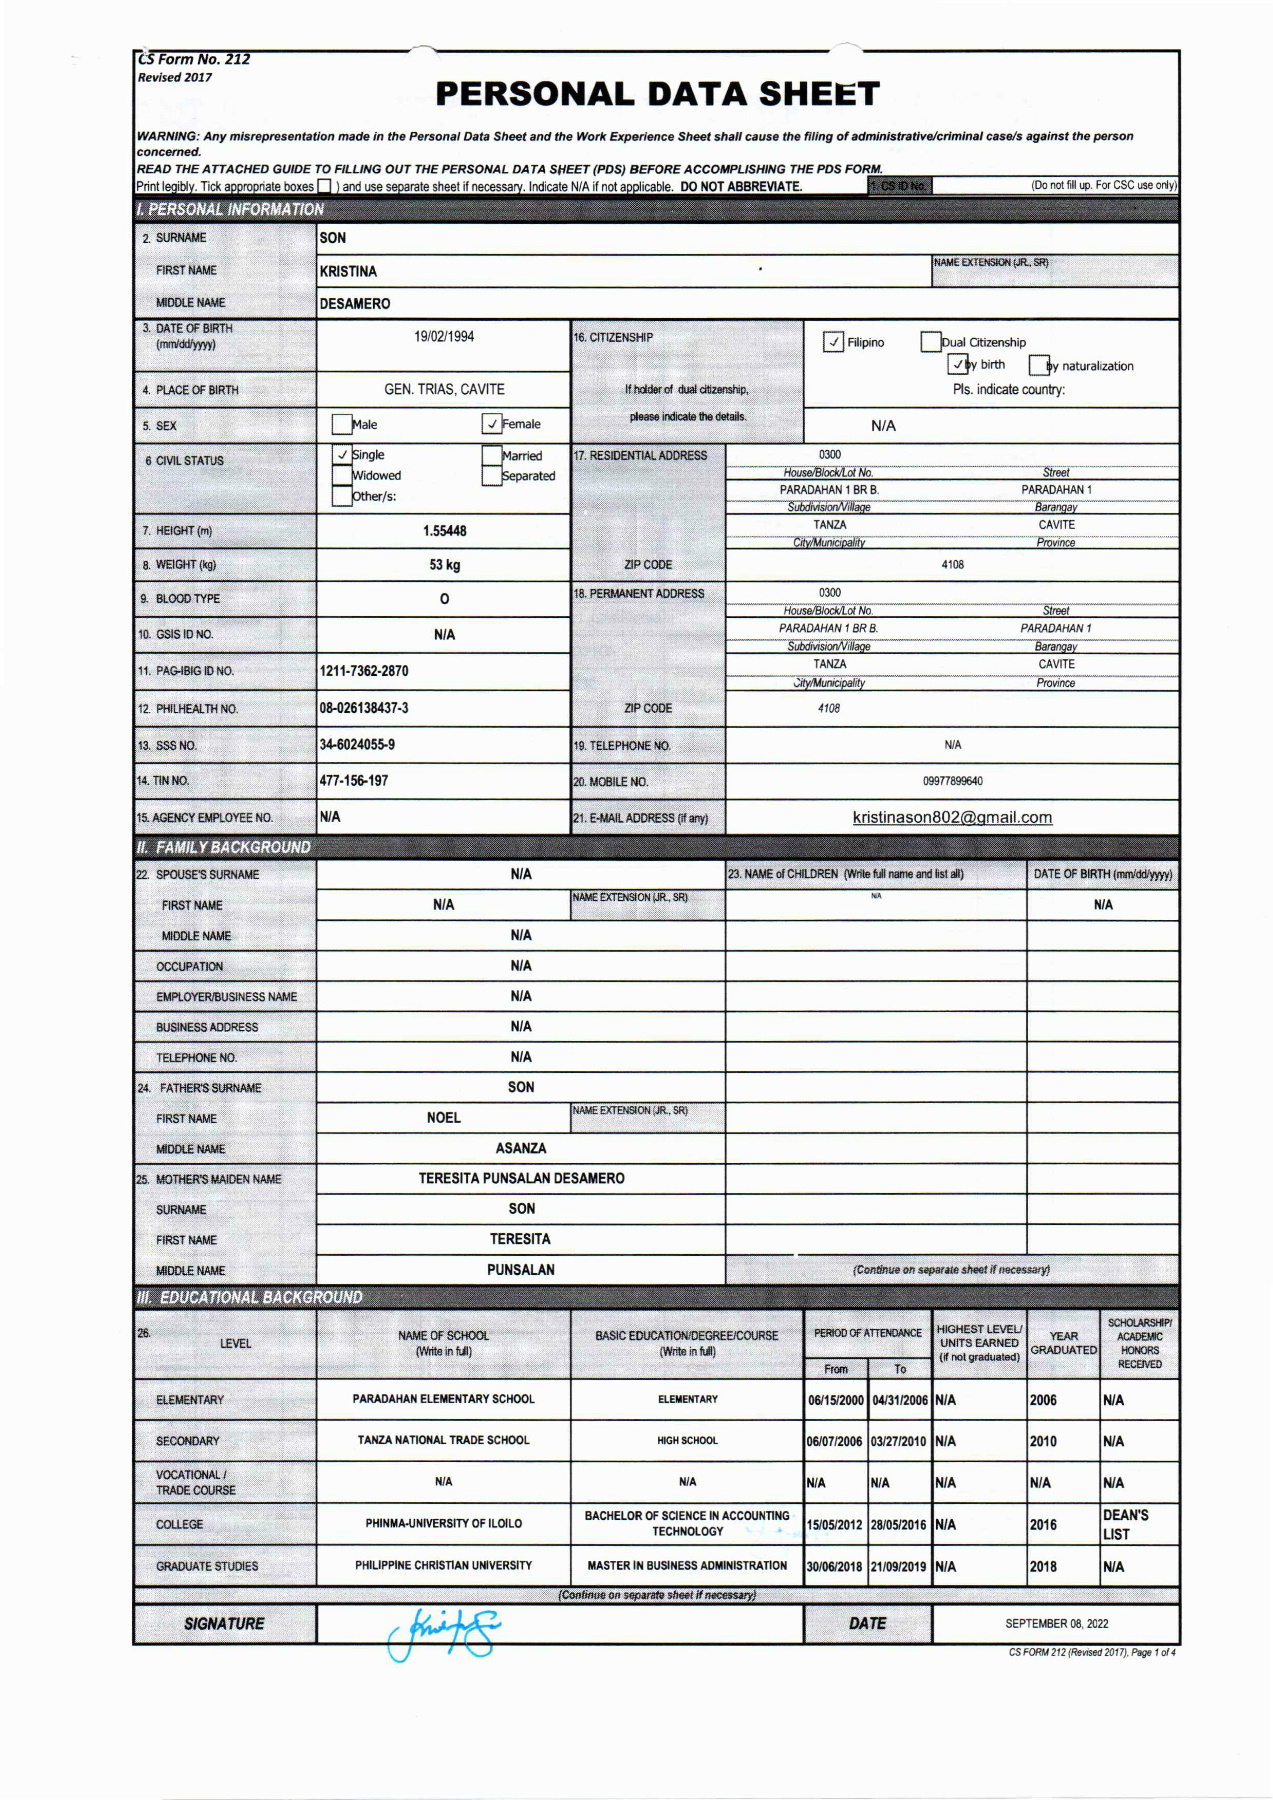 CS Form No. 212
Revised 2017
PERSONAL DATA SHEET
WARNING: Any misrepresentation made in the Personal Data Sheet and the Work Experience Sheet shall cause the filing of administrative/criminal case/s against the person
concerned.
READ THE ATTACHED GUIDE TO FILLING OUT THE PERSONAL DATA SHEET (PDS) BEFORE ACCOMPLISHING THE PDS FORM.
Print legibly. Tick appropriate boxes ☐ ) and use separate sheet if necessary. Indicate N/A if not applicable. DO NOT ABBREVIATE. 1. CS ID No. (Do not fill up. For CSC use only)
I. PERSONAL INFORMATION
2. SURNAME SON
FIRST NAME KRISTINA NAME EXTENSION (JR., SR)
MIDDLE NAME DESAMERO
3. DATE OF BIRTH
(mm/dd/yyyy) 19/02/1994
4. PLACE OF BIRTH GEN. TRIAS, CAVITE
5. SEX ☐ Male ☑ Female
6 CIVIL STATUS ☑ Single ☐ Married
☐ Widowed ☐ Separated
☐ Other/s:
7. HEIGHT (m) 1.55448
8. WEIGHT (kg) 53 kg
9. BLOOD TYPE O
10. GSIS ID NO. N/A
11. PAG-IBIG ID NO. 1211-7362-2870
12. PHILHEALTH NO. 08-026138437-3
13. SSS NO. 34-6024055-9
14. TIN NO. 477-156-197
15. AGENCY EMPLOYEE NO. N/A
16. CITIZENSHIP ☑ Filipino ☐ Dual Citizenship
☑ by birth ☐ by naturalization
If holder of dual citizenship, Pls. indicate country:
please indicate the details. N/A
17. RESIDENTIAL ADDRESS 0300
House/Block/Lot No. Street
PARADAHAN 1 BR B. PARADAHAN 1
Subdivision/Village Barangay
TANZA CAVITE
City/Municipality Province
ZIP CODE 4108
18. PERMANENT ADDRESS 0300
House/Block/Lot No. Street
PARADAHAN 1 BR B. PARADAHAN 1
Subdivision/Village Barangay
TANZA CAVITE
City/Municipality Province
ZIP CODE 4108
19. TELEPHONE NO. N/A
20. MOBILE NO. 09977899640
21. E-MAIL ADDRESS (if any) kristinason802@gmail.com
II. FAMILY BACKGROUND
22. SPOUSE'S SURNAME N/A 23. NAME of CHILDREN (Write full name and list all) DATE OF BIRTH (mm/dd/yyyy)
FIRST NAME N/A NAME EXTENSION (JR., SR) N/A N/A
MIDDLE NAME N/A
OCCUPATION N/A
EMPLOYER/BUSINESS NAME N/A
BUSINESS ADDRESS N/A
TELEPHONE NO. N/A
24. FATHER'S SURNAME SON
FIRST NAME NOEL NAME EXTENSION (JR., SR)
MIDDLE NAME ASANZA
25. MOTHER'S MAIDEN NAME TERESITA PUNSALAN DESAMERO
SURNAME SON
FIRST NAME TERESITA
MIDDLE NAME PUNSALAN (Continue on separate sheet if necessary)
III. EDUCATIONAL BACKGROUND
26. LEVEL NAME OF SCHOOL
(Write in full) BASIC EDUCATION/DEGREE/COURSE
(Write in full) PERIOD OF ATTENDANCE
From To HIGHEST LEVEL/
UNITS EARNED
(if not graduated) YEAR
GRADUATED SCHOLARSHIP/
ACADEMIC
HONORS
RECEIVED
ELEMENTARY PARADAHAN ELEMENTARY SCHOOL ELEMENTARY 06/15/2000 04/31/2006 N/A 2006 N/A
SECONDARY TANZA NATIONAL TRADE SCHOOL HIGH SCHOOL 06/07/2006 03/27/2010 N/A 2010 N/A
VOCATIONAL /
TRADE COURSE N/A N/A N/A N/A N/A N/A N/A
COLLEGE PHINMA-UNIVERSITY OF ILOILO BACHELOR OF SCIENCE IN ACCOUNTING
TECHNOLOGY 15/05/2012 28/05/2016 N/A 2016 DEAN'S
LIST
GRADUATE STUDIES PHILIPPINE CHRISTIAN UNIVERSITY MASTER IN BUSINESS ADMINISTRATION 30/06/2018 21/09/2019 N/A 2018 N/A
(Continue on separate sheet if necessary)
SIGNATURE DATE SEPTEMBER 08, 2022
CS FORM 212 (Revised 2017), Page 1 of 4